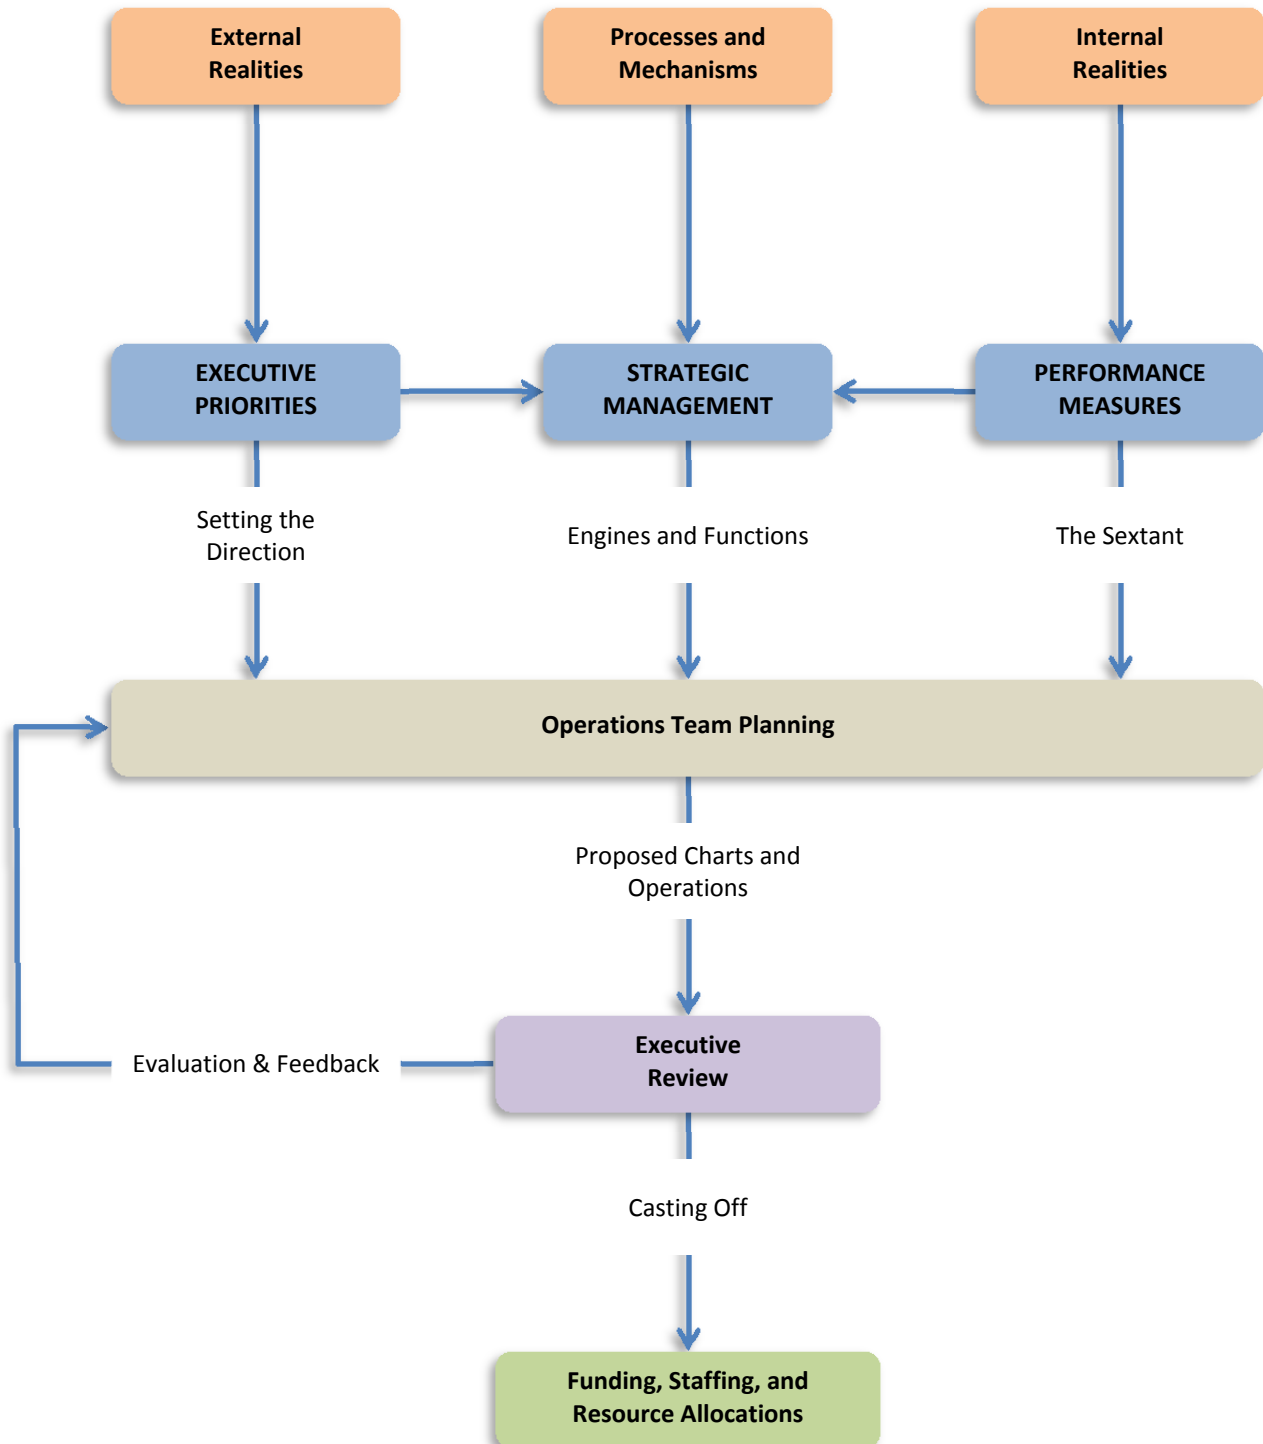 External
Realities
Processes and
Mechanisms
Internal
Realities
EXECUTIVE
PRIORITIES
STRATEGIC
MANAGEMENT
PERFORMANCE
MEASURES
Setting the
Direction
Engines and Functions
The Sextant
Operations Team Planning
Proposed Charts and
Operations
Executive
Review
Evaluation & Feedback
Casting Off
Funding, Staffing, and
Resource Allocations